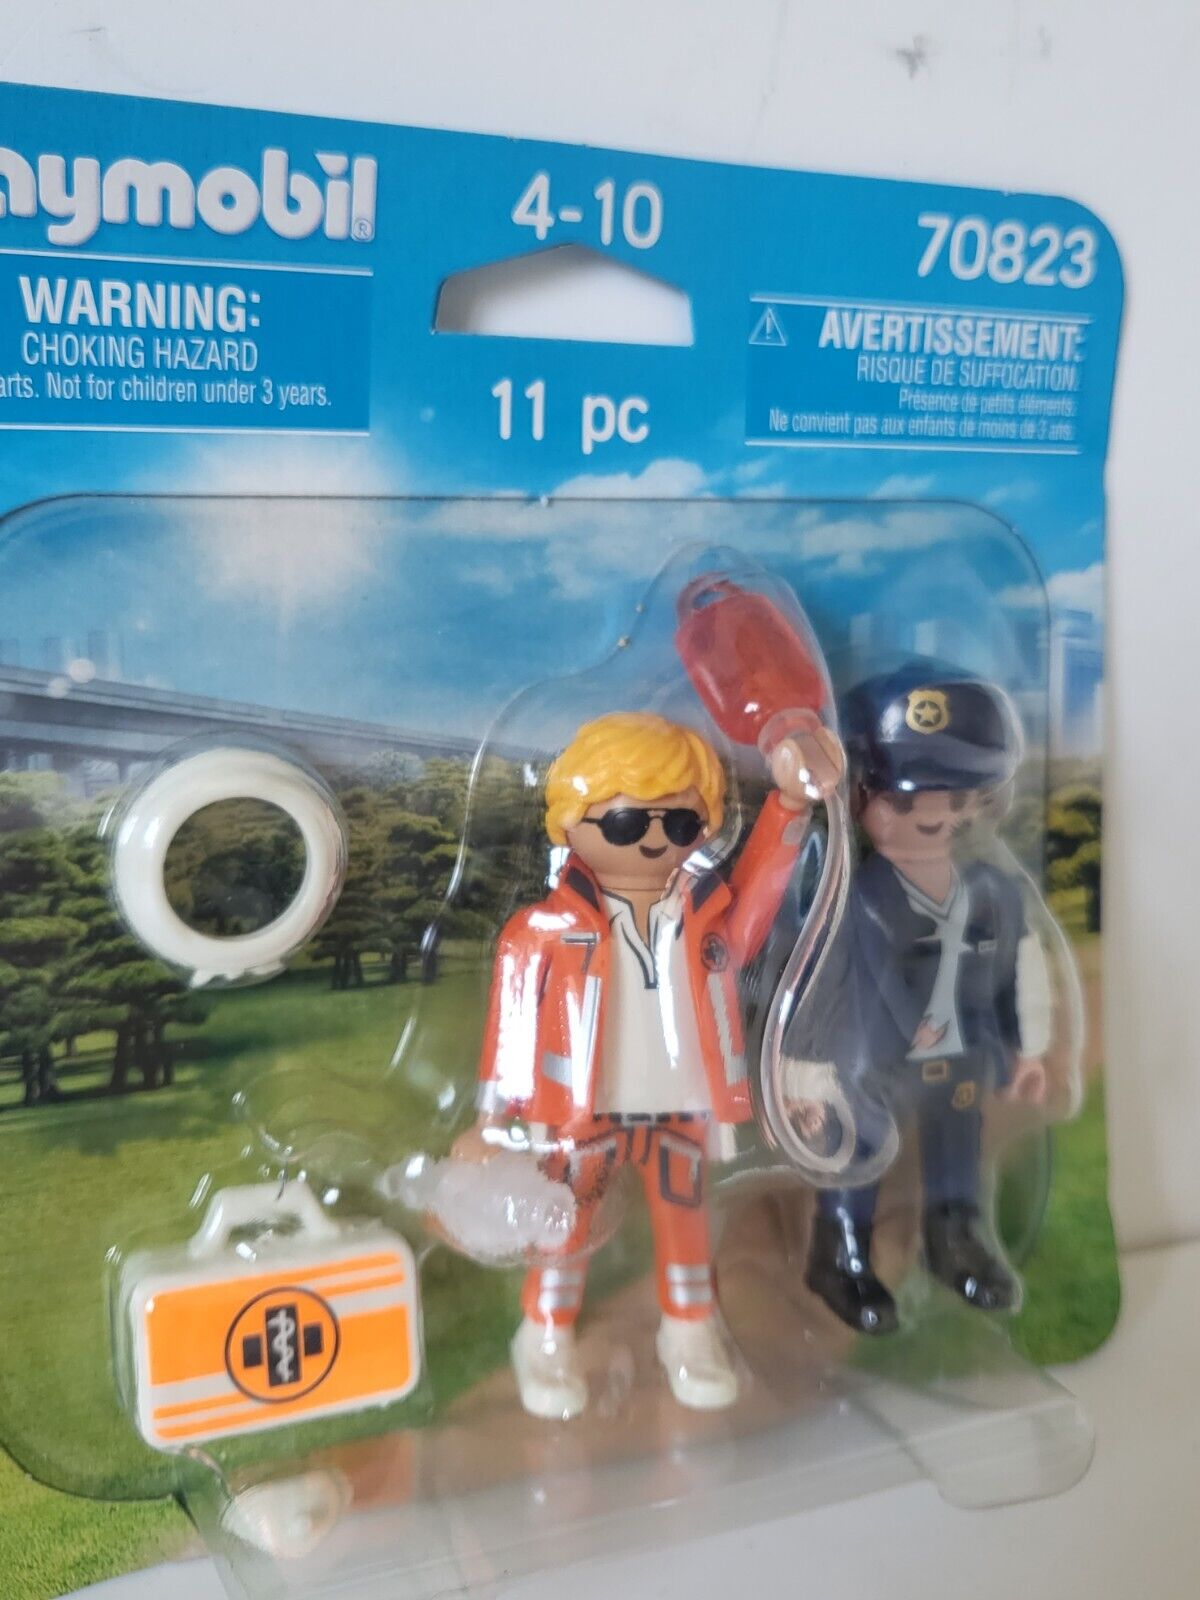 aymobil®
4-10
70823
WARNING:
CHOKING HAZARD
arts. Not for children under 3 years.
11 pc
AVERTISSEMENT:
RISQUE DE SUFFOCATION.
Présence de petits éléments.
Ne convient pas aux enfants de moins de 3 ans.